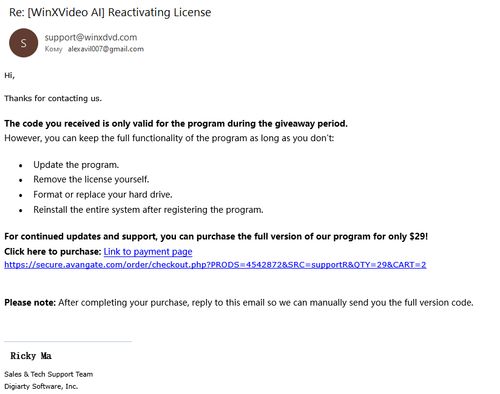 Re: [WinXVideo AI] Reactivating License
S
support@winxdvd.com
Кому alexavil007@gmail.com
Hi,
Thanks for contacting us.
The code you received is only valid for the program during the giveaway period.
However, you can keep the full functionality of the program as long as you don't:
• Update the program.
• Remove the license yourself.
• Format or replace your hard drive.
• Reinstall the entire system after registering the program.
For continued updates and support, you can purchase the full version of our program for only $29!
Click here to purchase: Link to payment page
https://secure.avangate.com/order/checkout.php?PRODS=4542872&SRC=supportR&QTY=29&CART=2
Please note: After completing your purchase, reply to this email so we can manually send you the full version code.
Ricky Ma
Sales & Tech Support Team
Digiarty Software, Inc.